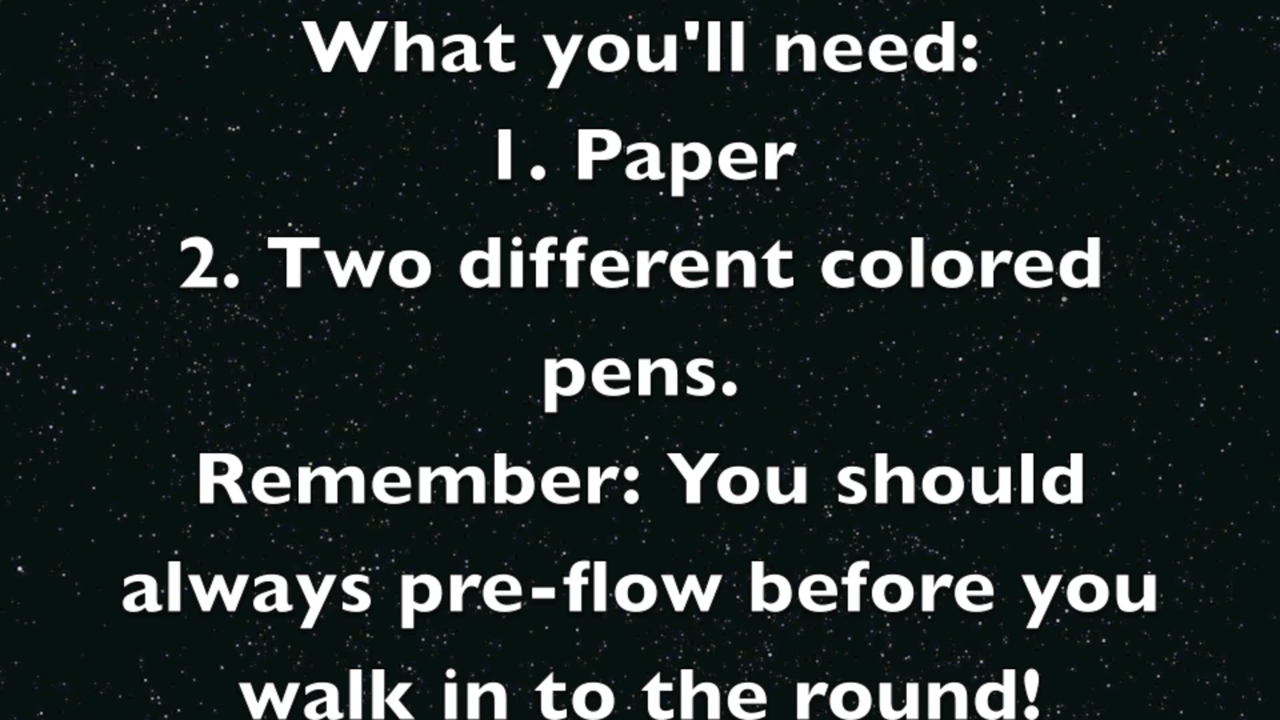 What you'll need:
1. Paper
2. Two different colored
pens.
Remember: You should
always pre-flow before you
walk in to the round!